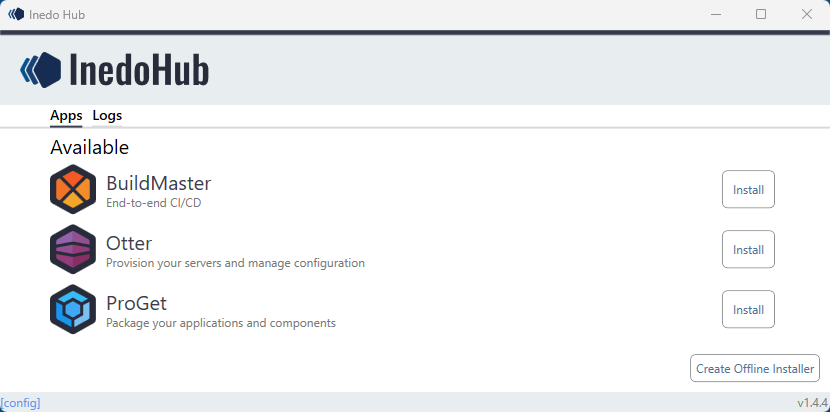 Inedo Hub
InedoHub
Apps Logs
Available
BuildMaster
End-to-end CI/CD
Install
Otter
Provision your servers and manage configuration
Install
ProGet
Package your applications and components
Install
Create Offline Installer
[config]
v1.4.4